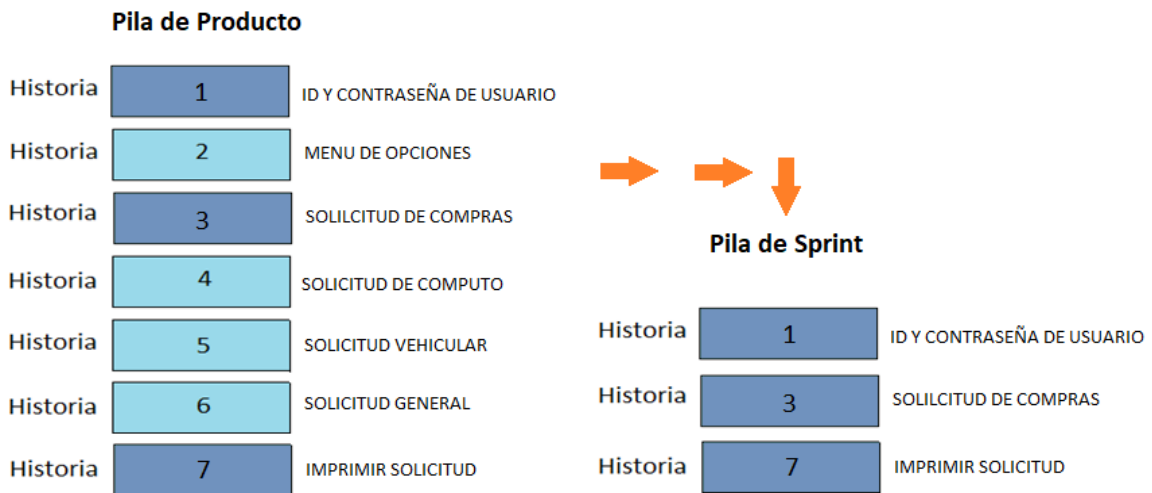 Pila de Producto
Historia 1 ID Y CONTRASEÑA DE USUARIO
Historia 2 MENU DE OPCIONES
Historia 3 SOLILCITUD DE COMPRAS
Historia 4 SOLICITUD DE COMPUTO
Historia 5 SOLICITUD VEHICULAR
Historia 6 SOLICITUD GENERAL
Historia 7 IMPRIMIR SOLICITUD
Pila de Sprint
Historia 1 ID Y CONTRASEÑA DE USUARIO
Historia 3 SOLILCITUD DE COMPRAS
Historia 7 IMPRIMIR SOLICITUD